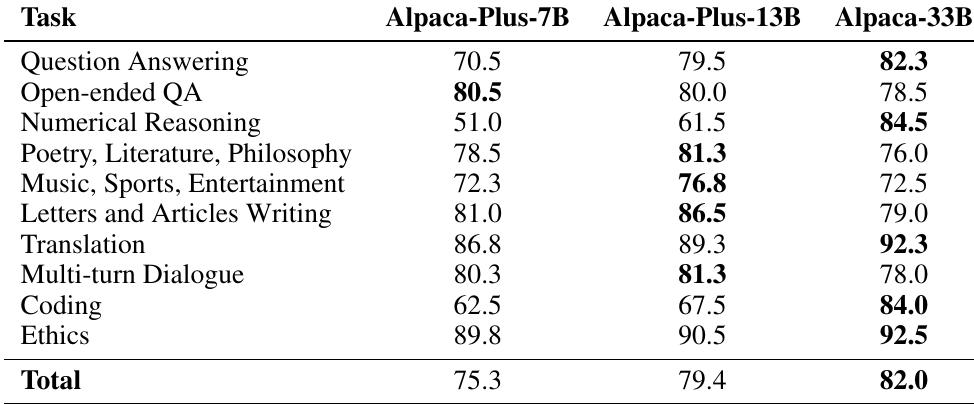 Task Alpaca-Plus-7B Alpaca-Plus-13B Alpaca-33B
Question Answering 70.5 79.5 82.3
Open-ended QA 80.5 80.0 78.5
Numerical Reasoning 51.0 61.5 84.5
Poetry, Literature, Philosophy 78.5 81.3 76.0
Music, Sports, Entertainment 72.3 76.8 72.5
Letters and Articles Writing 81.0 86.5 79.0
Translation 86.8 89.3 92.3
Multi-turn Dialogue 80.3 81.3 78.0
Coding 62.5 67.5 84.0
Ethics 89.8 90.5 92.5
Total 75.3 79.4 82.0